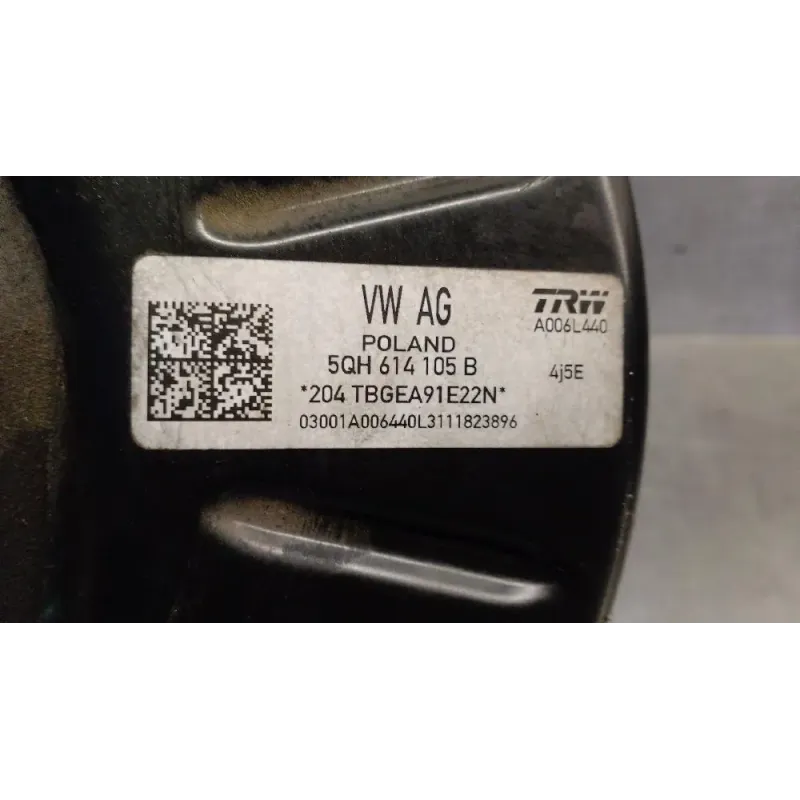 VW AG
POLAND
5QH 614 105 B
*204 TBGEA91E22N*
03001A006440L3111823896
TRW
A006L440
4j5E